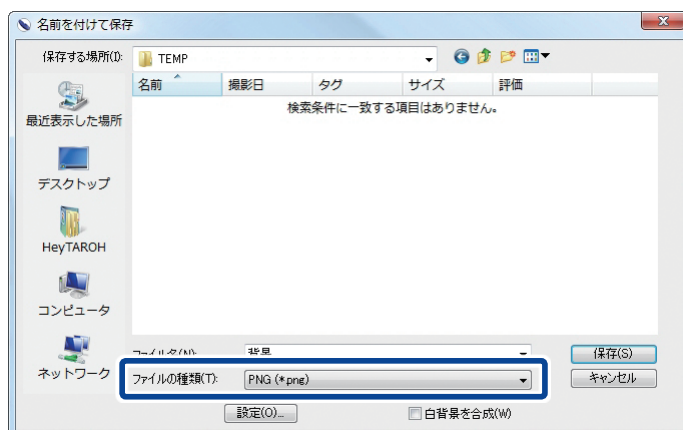 名前を付けて保存
保存する場所(I):
TEMP
名前 撮影日 タグ サイズ 評価
検索条件に一致する項目はありません。
最近表示した場所
デスクトップ
HeyTAROH
コンピュータ
ネットワーク
ファイル名(N): 背景
保存(S)
ファイルの種類(T): PNG (*png)
キャンセル
設定(O)...
白背景を合成(W)